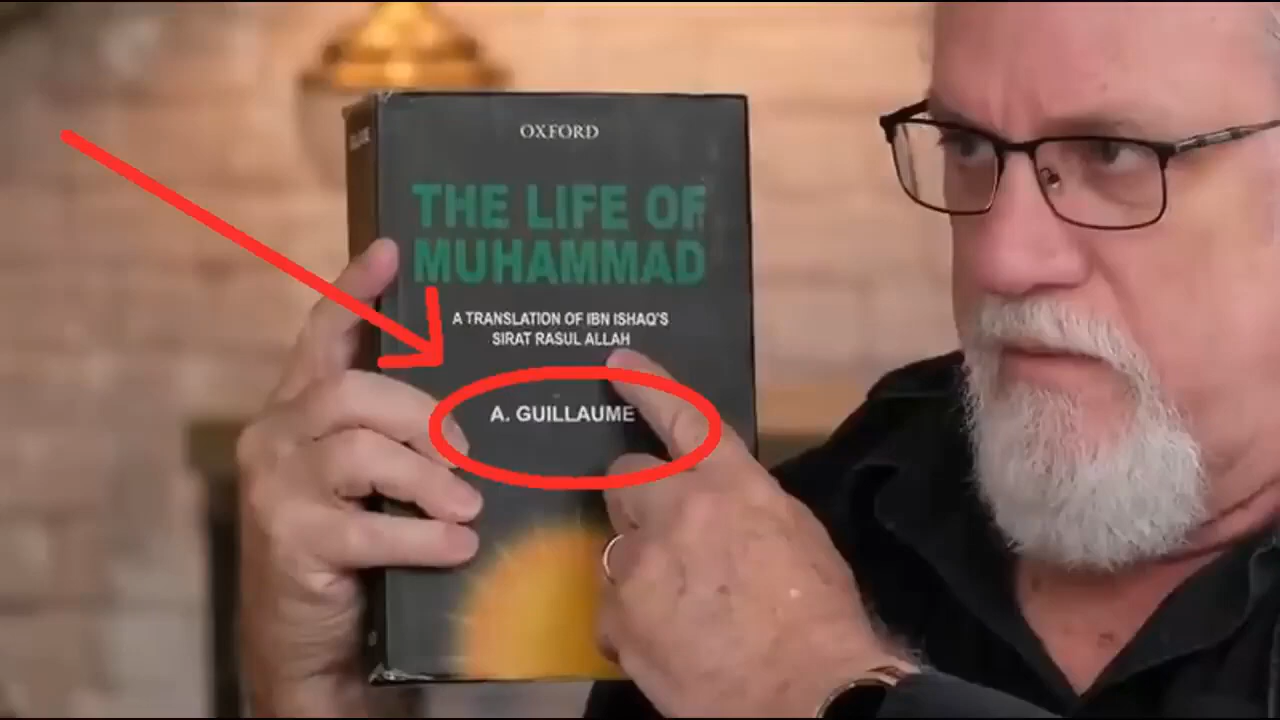 OXFORD
THE LIFE OF
MUHAMMAD
A TRANSLATION OF IBN ISHAQ'S
SIRAT RASUL ALLAH
A. GUILLAUME